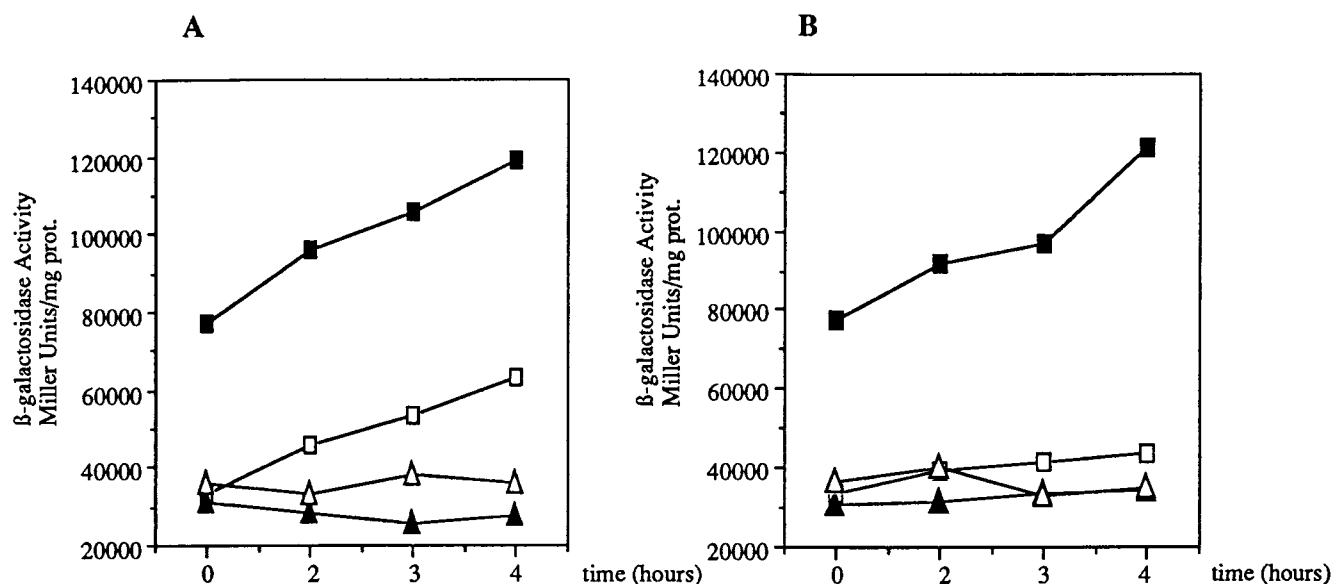 A
140000
120000
100000
80000
60000
40000
20000
ß-galactosidase Activity
Miller Units/mg prot.
0 2 3 4 time (hours)
B
140000
120000
100000
80000
60000
40000
20000
ß-galactosidase Activity
Miller Units/mg prot.
0 2 3 4 time (hours)